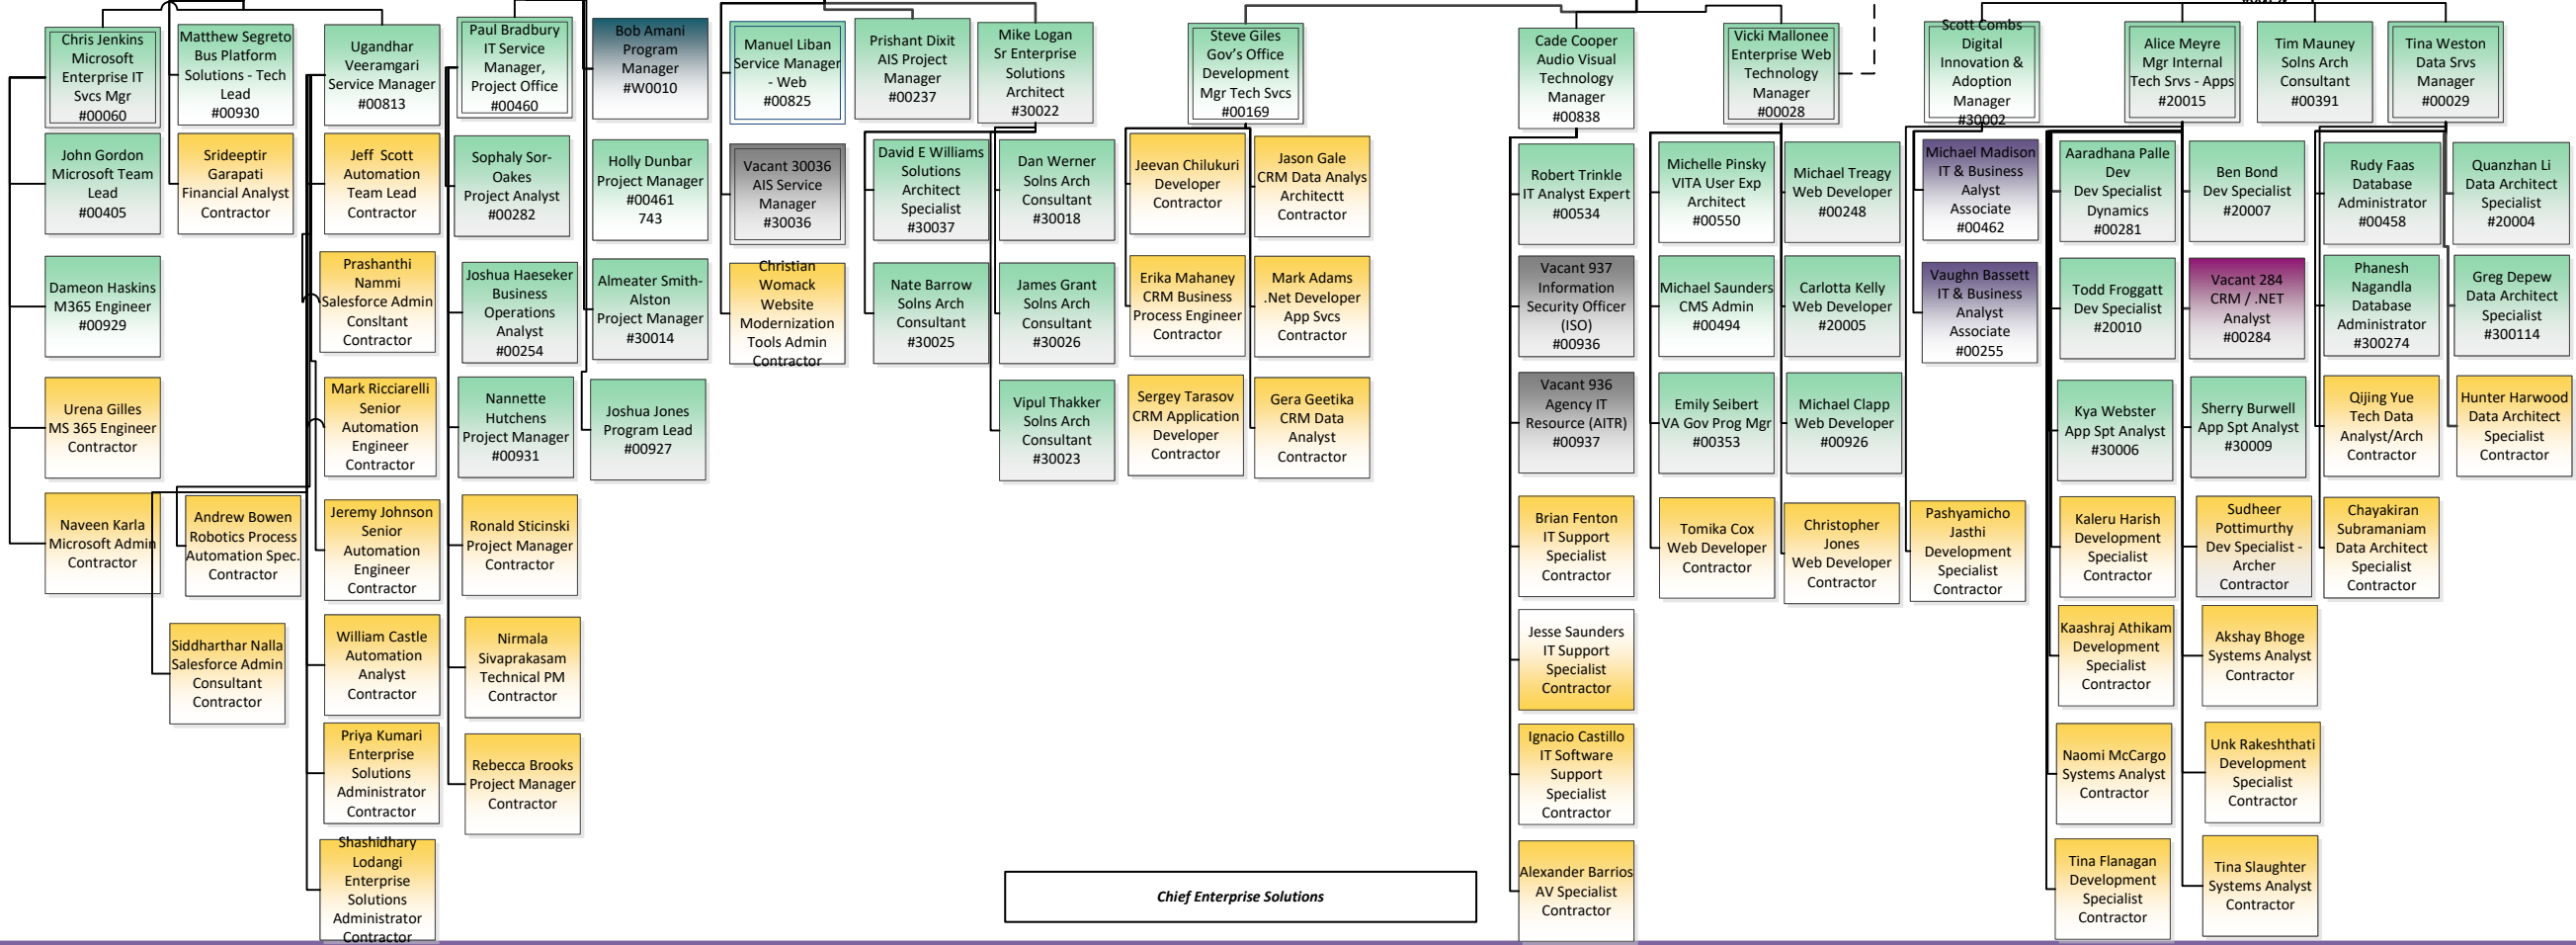 Chris Jenkins
Microsoft
Enterprise IT
Svcs Mgr
#00060
Matthew Segreto
Bus Platform
Solutions - Tech
Lead
#00930
Ugandhar
Veeramgari
Service Manager
#00813
Paul Bradbury
IT Service
Manager,
Project Office
#00460
Bob Amani
Program
Manager
#W0010
Manuel Liban
Service Manager
- Web
#00825
Prishant Dixit
AIS Project
Manager
#00237
Mike Logan
Sr Enterprise
Solutions
Architect
#30022
Steve Giles
Gov's Office
Development
Mgr Tech Svcs
#00169
Cade Cooper
Audio Visual
Technology
Manager
#00838
Vicki Mallonee
Enterprise Web
Technology
Manager
#00028
Scott Combs
Digital
Innovation &
Adoption
Manager
#30002
Alice Meyre
Mgr Internal
Tech Srvs - Apps
#20015
Tim Mauney
Solns Arch
Consultant
#00391
Tina Weston
Data Srvs
Manager
#00029
John Gordon
Microsoft Team
Lead
#00405
Srideeptir
Garapati
Financial Analyst
Contractor
Jeff  Scott
Automation
Team Lead
Contractor
Sophaly Sor-
Oakes
Project Analyst
#00282
Holly Dunbar
Project Manager
#00461
743
Vacant 30036
AIS Service
Manager
#30036
David E Williams
Solutions
Architect
Specialist
#30037
Dan Werner
Solns Arch
Consultant
#30018
Jeevan Chilukuri
Developer
Contractor
Jason Gale
CRM Data Analys
Architectt
Contractor
Robert Trinkle
IT Analyst Expert
#00534
Michelle Pinsky
VITA User Exp
Architect
#00550
Michael Treagy
Web Developer
#00248
Michael Madison
IT & Business
Aalyst
Associate
#00462
Aaradhana Palle
Dev
Dev Specialist
Dynamics
#00281
Ben Bond
Dev Specialist
#20007
Rudy Faas
Database
Administrator
#00458
Quanzhan Li
Data Architect
Specialist
#20004
Dameon Haskins
M365 Engineer
#00929
Prashanthi
Nammi
Salesforce Admin
Consltant
Contractor
Joshua Haeseker
Business
Operations
Analyst
#00254
Almeater Smith-
Alston
Project Manager
#30014
Christian
Womack
Website
Modernization
Tools Admin
Contractor
Nate Barrow
Solns Arch
Consultant
#30025
James Grant
Solns Arch
Consultant
#30026
Erika Mahaney
CRM Business
Process Engineer
Contractor
Mark Adams
.Net Developer
App Svcs
Contractor
Vacant 937
Information
Security Officer
(ISO)
#00936
Michael Saunders
CMS Admin
#00494
Carlotta Kelly
Web Developer
#20005
Vaughn Bassett
IT & Business
Analyst
Associate
#00255
Todd Froggatt
Dev Specialist
#20010
Vacant 284
CRM / .NET
Analyst
#00284
Phanesh
Nagandla
Database
Administrator
#300274
Greg Depew
Data Architect
Specialist
#300114
Urena Gilles
MS 365 Engineer
Contractor
Mark Ricciarelli
Senior
Automation
Engineer
Contractor
Nannette
Hutchens
Project Manager
#00931
Joshua Jones
Program Lead
#00927
Vipul Thakker
Solns Arch
Consultant
#30023
Sergey Tarasov
CRM Application
Developer
Contractor
Gera Geetika
CRM Data
Analyst
Contractor
Vacant 936
Agency IT
Resource (AITR)
#00937
Emily Seibert
VA Gov Prog Mgr
#00353
Michael Clapp
Web Developer
#00926
Kya Webster
App Spt Analyst
#30006
Sherry Burwell
App Spt Analyst
#30009
Qijing Yue
Tech Data
Analyst/Arch
Contractor
Hunter Harwood
Data Architect
Specialist
Contractor
Naveen Karla
Microsoft Admin
Contractor
Andrew Bowen
Robotics Process
Automation Spec.
Contractor
Jeremy Johnson
Senior
Automation
Engineer
Contractor
Ronald Sticinski
Project Manager
Contractor
Brian Fenton
IT Support
Specialist
Contractor
Tomika Cox
Web Developer
Contractor
Christopher
Jones
Web Developer
Contractor
Pashyamicho
Jasthi
Development
Specialist
Contractor
Kaleru Harish
Development
Specialist
Contractor
Sudheer
Pottimurthy
Dev Specialist -
Archer
Contractor
Chayakiran
Subramaniam
Data Architect
Specialist
Contractor
Siddharthar Nalla
Salesforce Admin
Consultant
Contractor
William Castle
Automation
Analyst
Contractor
Nirmala
Sivaprakasam
Technical PM
Contractor
Jesse Saunders
IT Support
Specialist
Contractor
Kaashraj Athikam
Development
Specialist
Contractor
Akshay Bhoge
Systems Analyst
Contractor
Priya Kumari
Enterprise
Solutions
Administrator
Contractor
Rebecca Brooks
Project Manager
Contractor
Ignacio Castillo
IT Software
Support
Specialist
Contractor
Naomi McCargo
Systems Analyst
Contractor
Unk Rakeshthati
Development
Specialist
Contractor
Shashidhary
Lodangi
Enterprise
Solutions
Administrator
Contractor
Chief Enterprise Solutions
Alexander Barrios
AV Specialist
Contractor
Tina Flanagan
Development
Specialist
Contractor
Tina Slaughter
Systems Analyst
Contractor